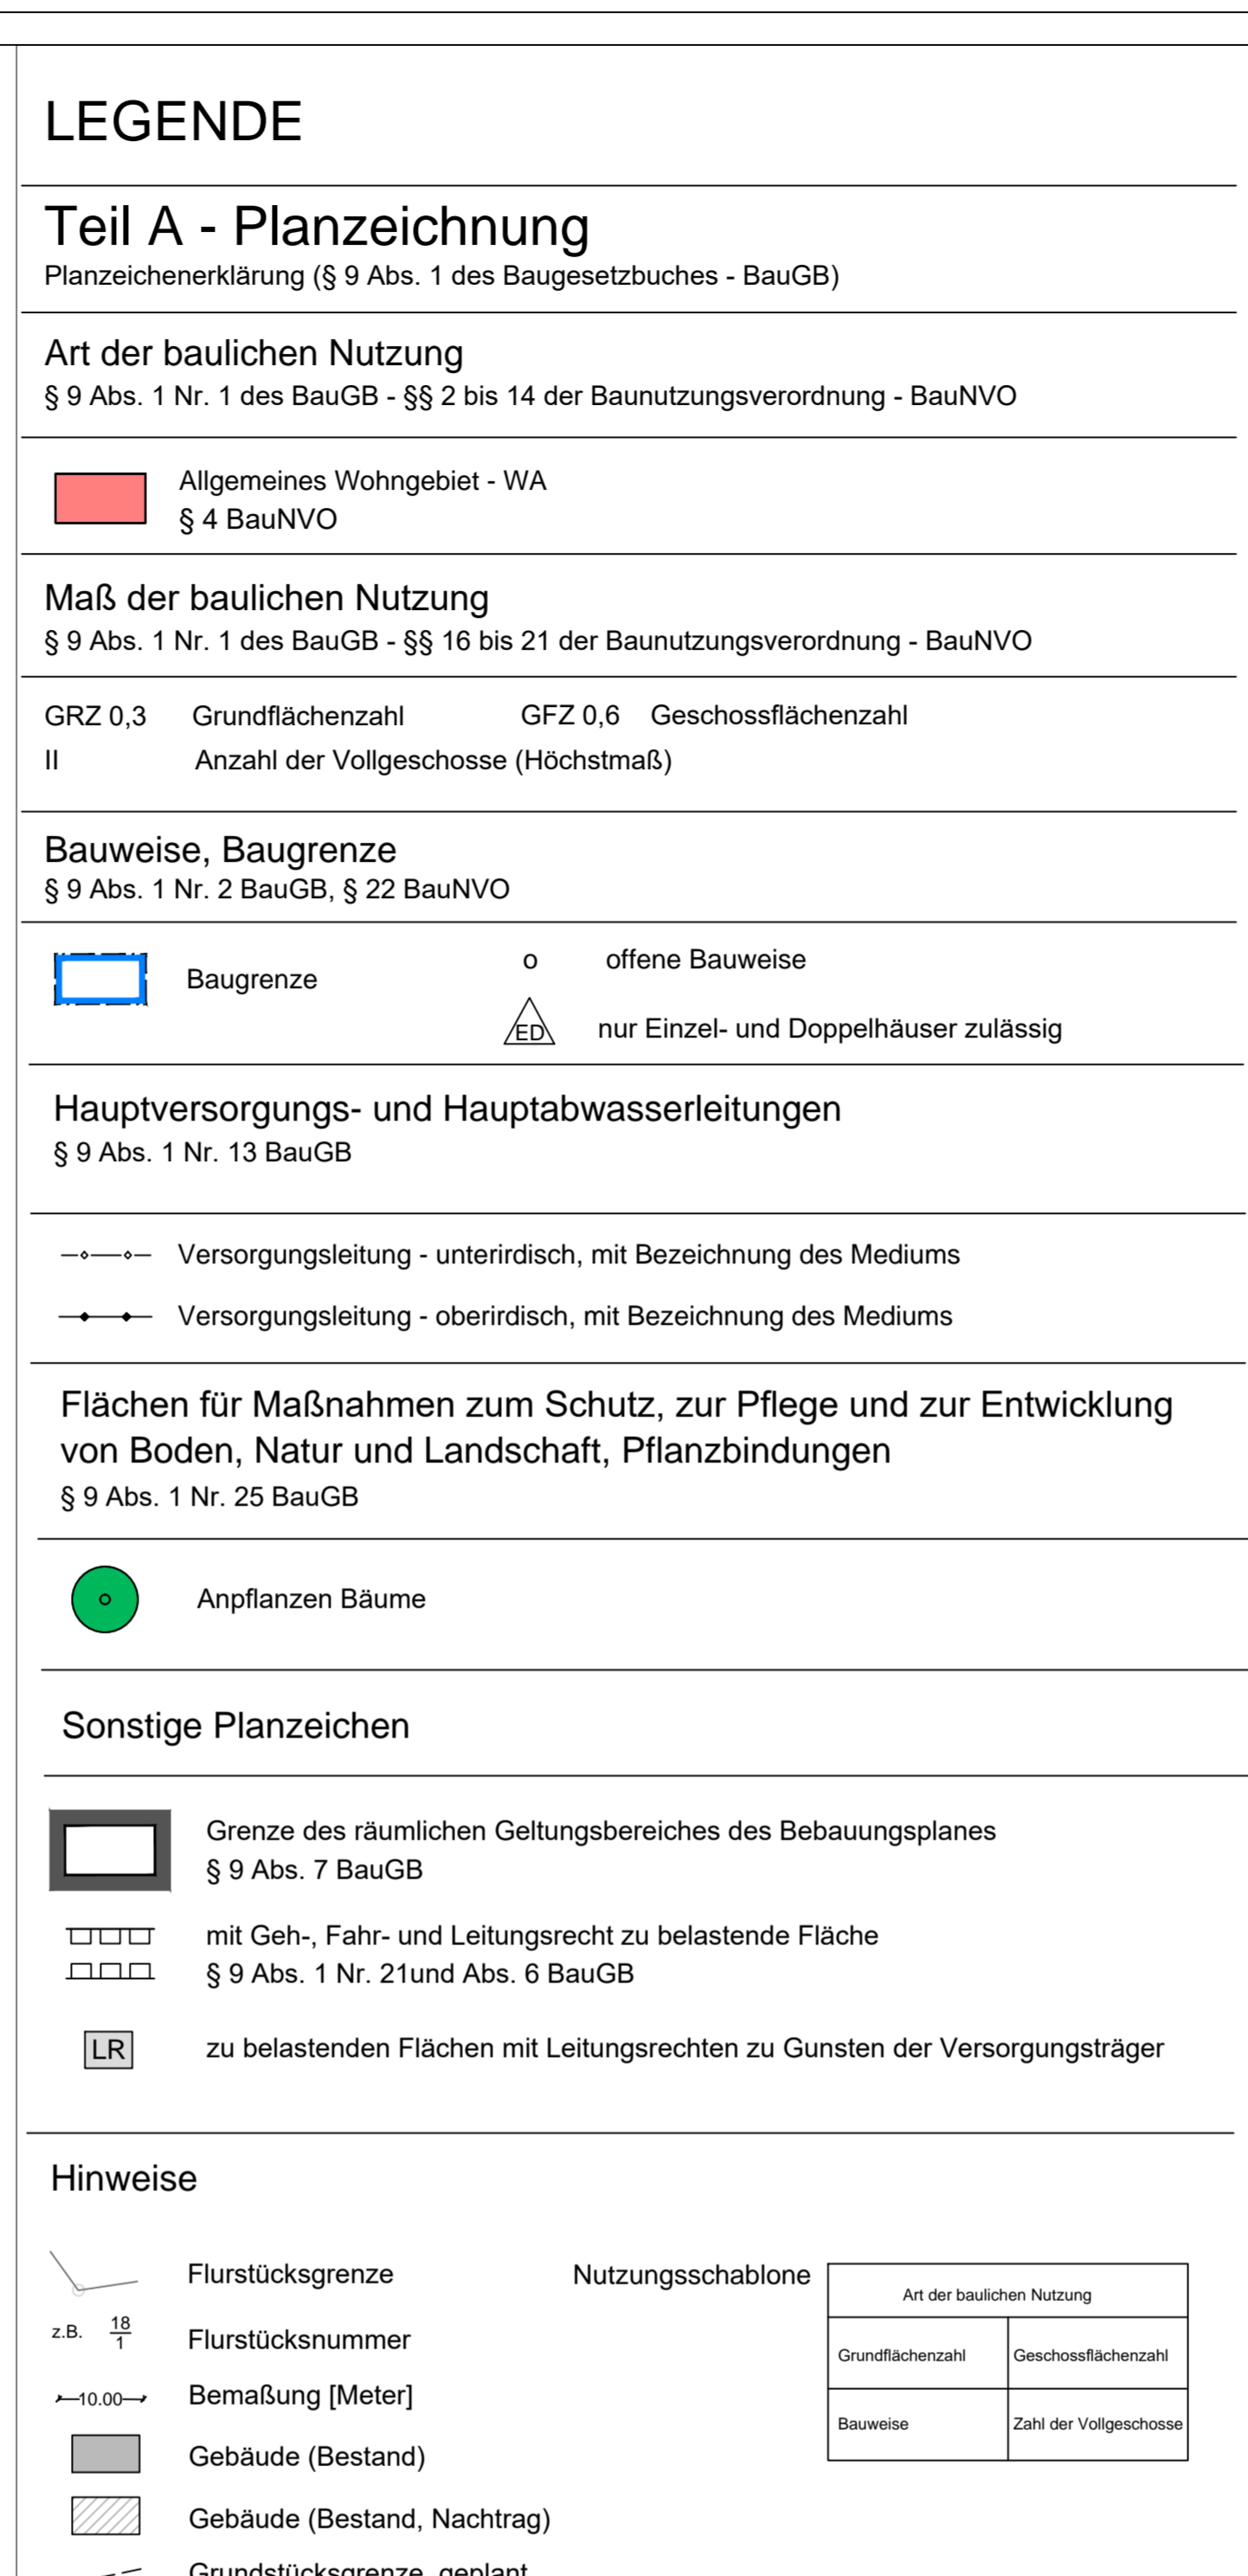 LEGENDE
Teil A - Planzeichnung
Planzeichenerklärung (§ 9 Abs. 1 des Baugesetzbuches - BauGB)
Art der baulichen Nutzung
§ 9 Abs. 1 Nr. 1 des BauGB - §§ 2 bis 14 der Baunutzungsverordnung - BauNVO
Allgemeines Wohngebiet - WA
§ 4 BauNVO
Maß der baulichen Nutzung
§ 9 Abs. 1 Nr. 1 des BauGB - §§ 16 bis 21 der Baunutzungsverordnung - BauNVO
GRZ 0,3 Grundflächenzahl GFZ 0,6 Geschossflächenzahl
II Anzahl der Vollgeschosse (Höchstmaß)
Bauweise, Baugrenze
§ 9 Abs. 1 Nr. 2 BauGB, § 22 BauNVO
Baugrenze
o offene Bauweise
ED nur Einzel- und Doppelhäuser zulässig
Hauptversorgungs- und Hauptabwasserleitungen
§ 9 Abs. 1 Nr. 13 BauGB
Versorgungsleitung - unterirdisch, mit Bezeichnung des Mediums
Versorgungsleitung - oberirdisch, mit Bezeichnung des Mediums
Flächen für Maßnahmen zum Schutz, zur Pflege und zur Entwicklung
von Boden, Natur und Landschaft, Pflanzbindungen
§ 9 Abs. 1 Nr. 25 BauGB
Anpflanzen Bäume
Sonstige Planzeichen
Grenze des räumlichen Geltungsbereiches des Bebauungsplanes
§ 9 Abs. 7 BauGB
mit Geh-, Fahr- und Leitungsrecht zu belastende Fläche
§ 9 Abs. 1 Nr. 21und Abs. 6 BauGB
LR zu belastenden Flächen mit Leitungsrechten zu Gunsten der Versorgungsträger
Hinweise
Flurstücksgrenze
z.B. 18/1 Flurstücksnummer
10.00 Bemaßung [Meter]
Gebäude (Bestand)
Gebäude (Bestand, Nachtrag)
Grundstücksgrenze, geplant
Nutzungsschablone
Art der baulichen Nutzung
Grundflächenzahl Geschossflächenzahl
Bauweise Zahl der Vollgeschosse